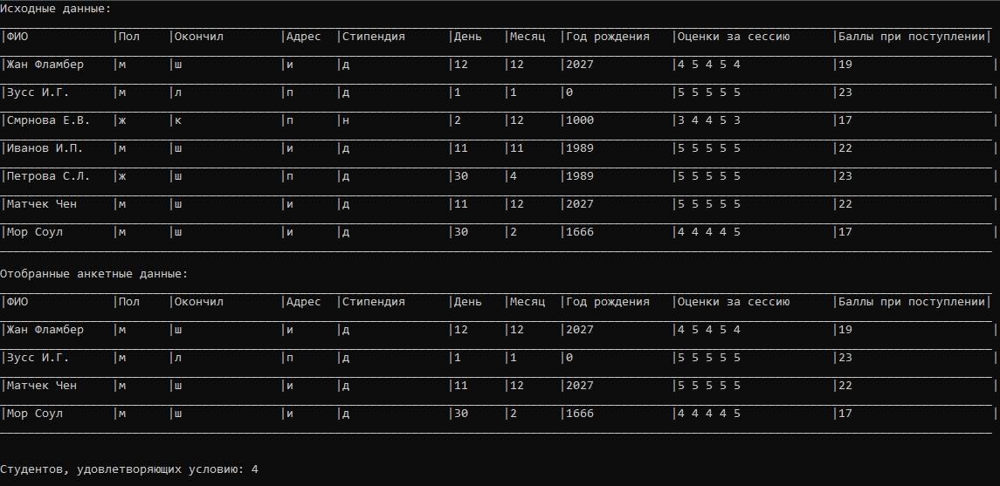 Исходные данные:
|ФИО |Пол |Окончил |Адрес |Стипендия |День |Месяц |Год рождения |Оценки за сессию |Баллы при поступлении|
|Жан Фламбер |м |ш |и |д |12 |12 |2027 |4 5 4 5 4 |19 |
|Зусс И.Г. |м |л |п |д |1 |1 |0 |5 5 5 5 5 |23 |
|Смрнова Е.В. |ж |к |п |н |2 |12 |1000 |3 4 4 5 3 |17 |
|Иванов И.П. |м |ш |и |д |11 |11 |1989 |5 5 5 5 5 |22 |
|Петрова С.Л. |ж |ш |п |д |30 |4 |1989 |5 5 5 5 5 |23 |
|Матчек Чен |м |ш |и |д |11 |12 |2027 |5 5 5 5 5 |22 |
|Мор Соул |м |ш |и |д |30 |2 |1666 |4 4 4 4 5 |17 |
Отобранные анкетные данные:
|ФИО |Пол |Окончил |Адрес |Стипендия |День |Месяц |Год рождения |Оценки за сессию |Баллы при поступлении|
|Жан Фламбер |м |ш |и |д |12 |12 |2027 |4 5 4 5 4 |19 |
|Зусс И.Г. |м |л |п |д |1 |1 |0 |5 5 5 5 5 |23 |
|Матчек Чен |м |ш |и |д |11 |12 |2027 |5 5 5 5 5 |22 |
|Мор Соул |м |ш |и |д |30 |2 |1666 |4 4 4 4 5 |17 |
Студентов, удовлетворяющих условию: 4